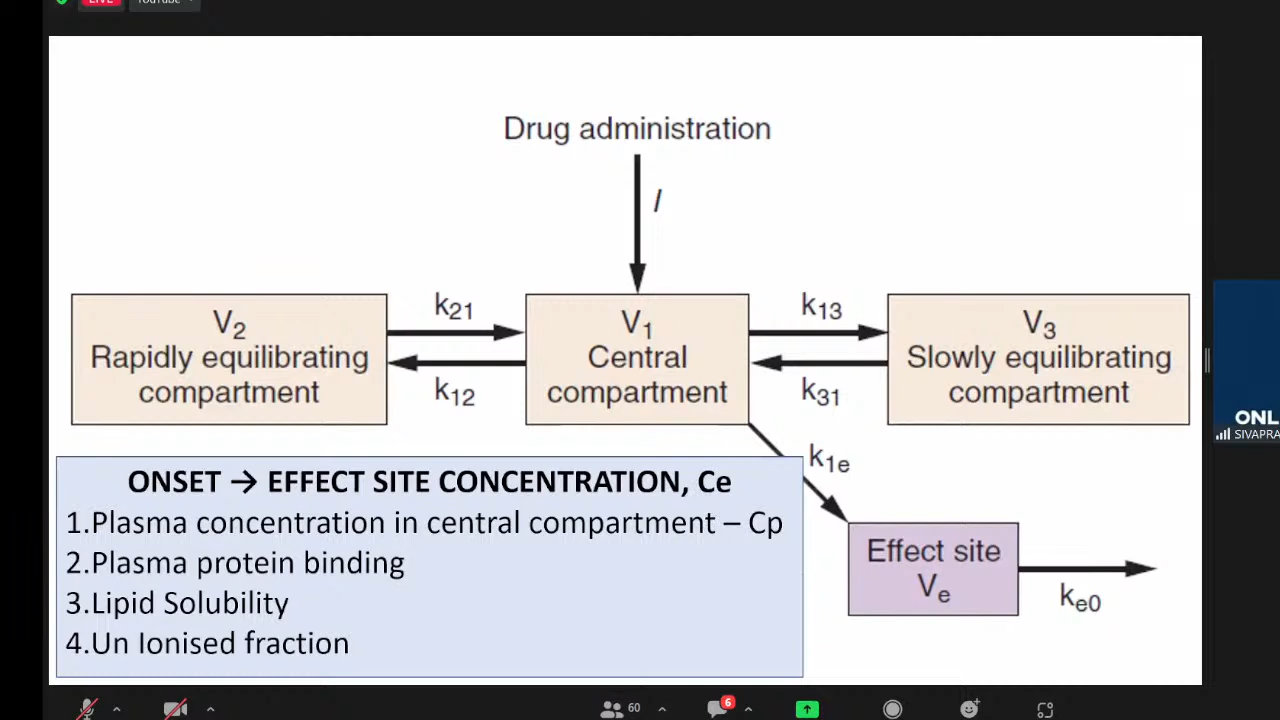 LIVE
YouTube
Drug administration
I
k21
k13
V2
Rapidly equilibrating
compartment
V1
Central
compartment
V3
Slowly equilibrating
compartment
k12
k31
k1e
ONSET → EFFECT SITE CONCENTRATION, Ce
1.Plasma concentration in central compartment – Cp
2.Plasma protein binding
3.Lipid Solubility
4.Un Ionised fraction
Effect site
Ve
ke0
ONL
SIVAPRA
60
6